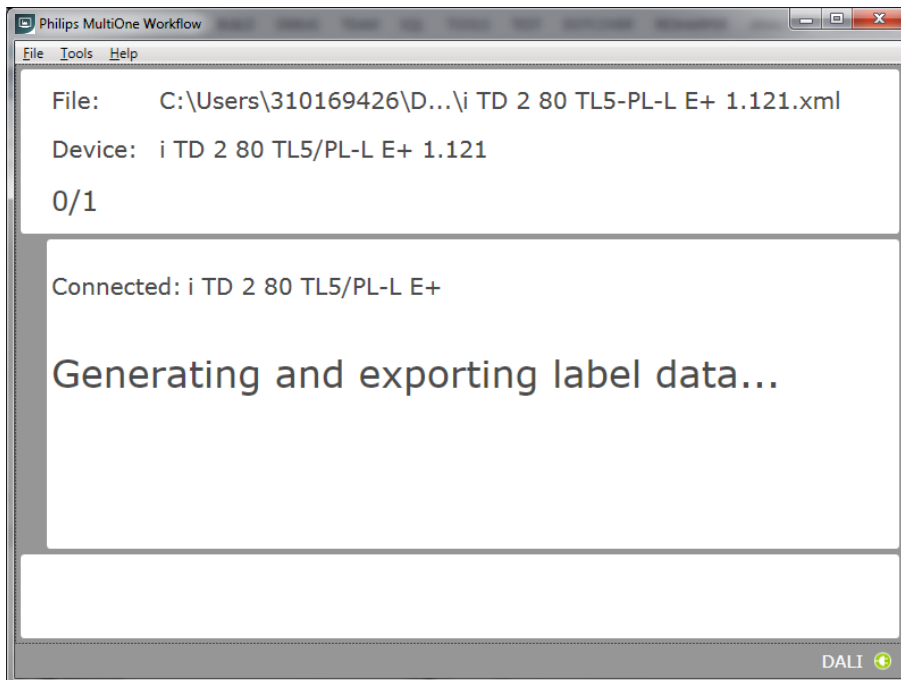 Philips MultiOne Workflow
File Tools Help
File: C:\Users\310169426\D...\i TD 2 80 TL5-PL-L E+ 1.121.xml
Device: i TD 2 80 TL5/PL-L E+ 1.121
0/1
Connected: i TD 2 80 TL5/PL-L E+
Generating and exporting label data...
DALI